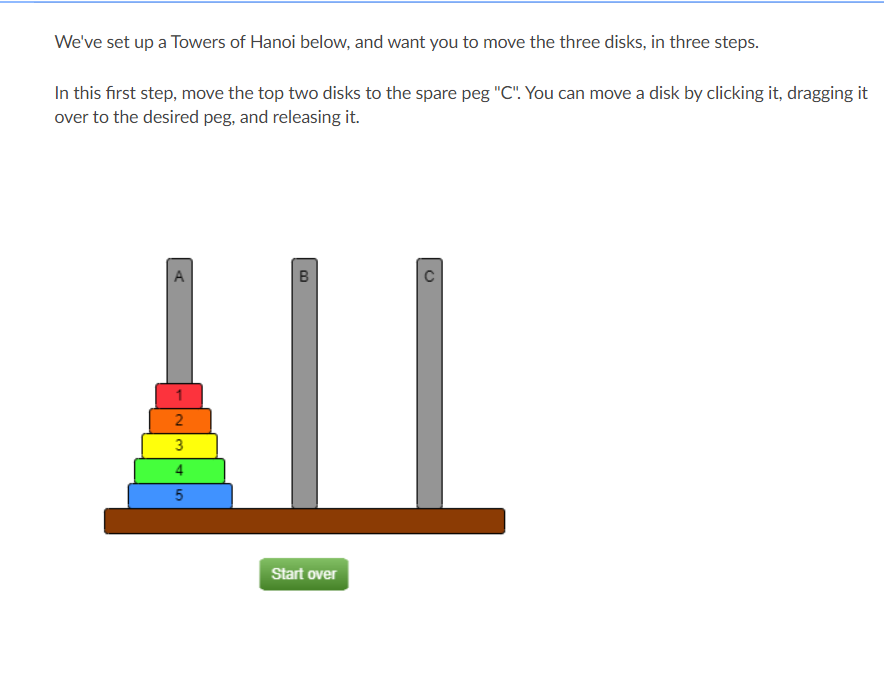 We've set up a Towers of Hanoi below, and want you to move the three disks, in three steps.
In this first step, move the top two disks to the spare peg "C". You can move a disk by clicking it, dragging it
over to the desired peg, and releasing it.
A B C
1
2
3
4
5
Start over